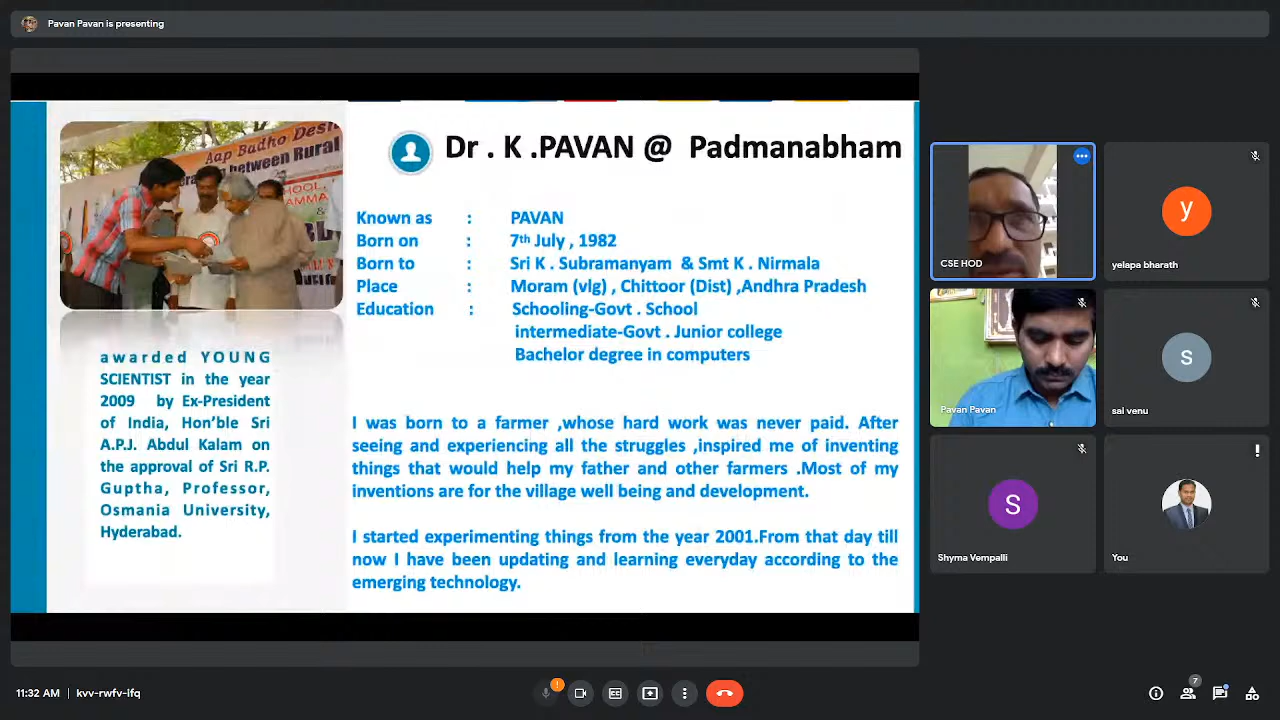 Pavan Pavan is presenting
Aap Badho Desh
between Rural
Dr . K .PAVAN @ Padmanabham
Known as : PAVAN
Born on : 7th July , 1982
Born to : Sri K . Subramanyam & Smt K . Nirmala
Place : Moram (vlg) , Chittoor (Dist) ,Andhra Pradesh
Education : Schooling-Govt . School
intermediate-Govt . Junior college
Bachelor degree in computers
awarded YOUNG
SCIENTIST in the year
2009 by Ex-President
of India, Hon’ble Sri
A.P.J. Abdul Kalam on
the approval of Sri R.P.
Guptha, Professor,
Osmania University,
Hyderabad.
I was born to a farmer ,whose hard work was never paid. After
seeing and experiencing all the struggles ,inspired me of inventing
things that would help my father and other farmers .Most of my
inventions are for the village well being and development.
I started experimenting things from the year 2001.From that day till
now I have been updating and learning everyday according to the
emerging technology.
CSE HOD
y
yelapa bharath
Pavan Pavan
s
sai venu
S
Shyma Vempalli
You
11:32 AM | kvv-rwfv-ifq
7